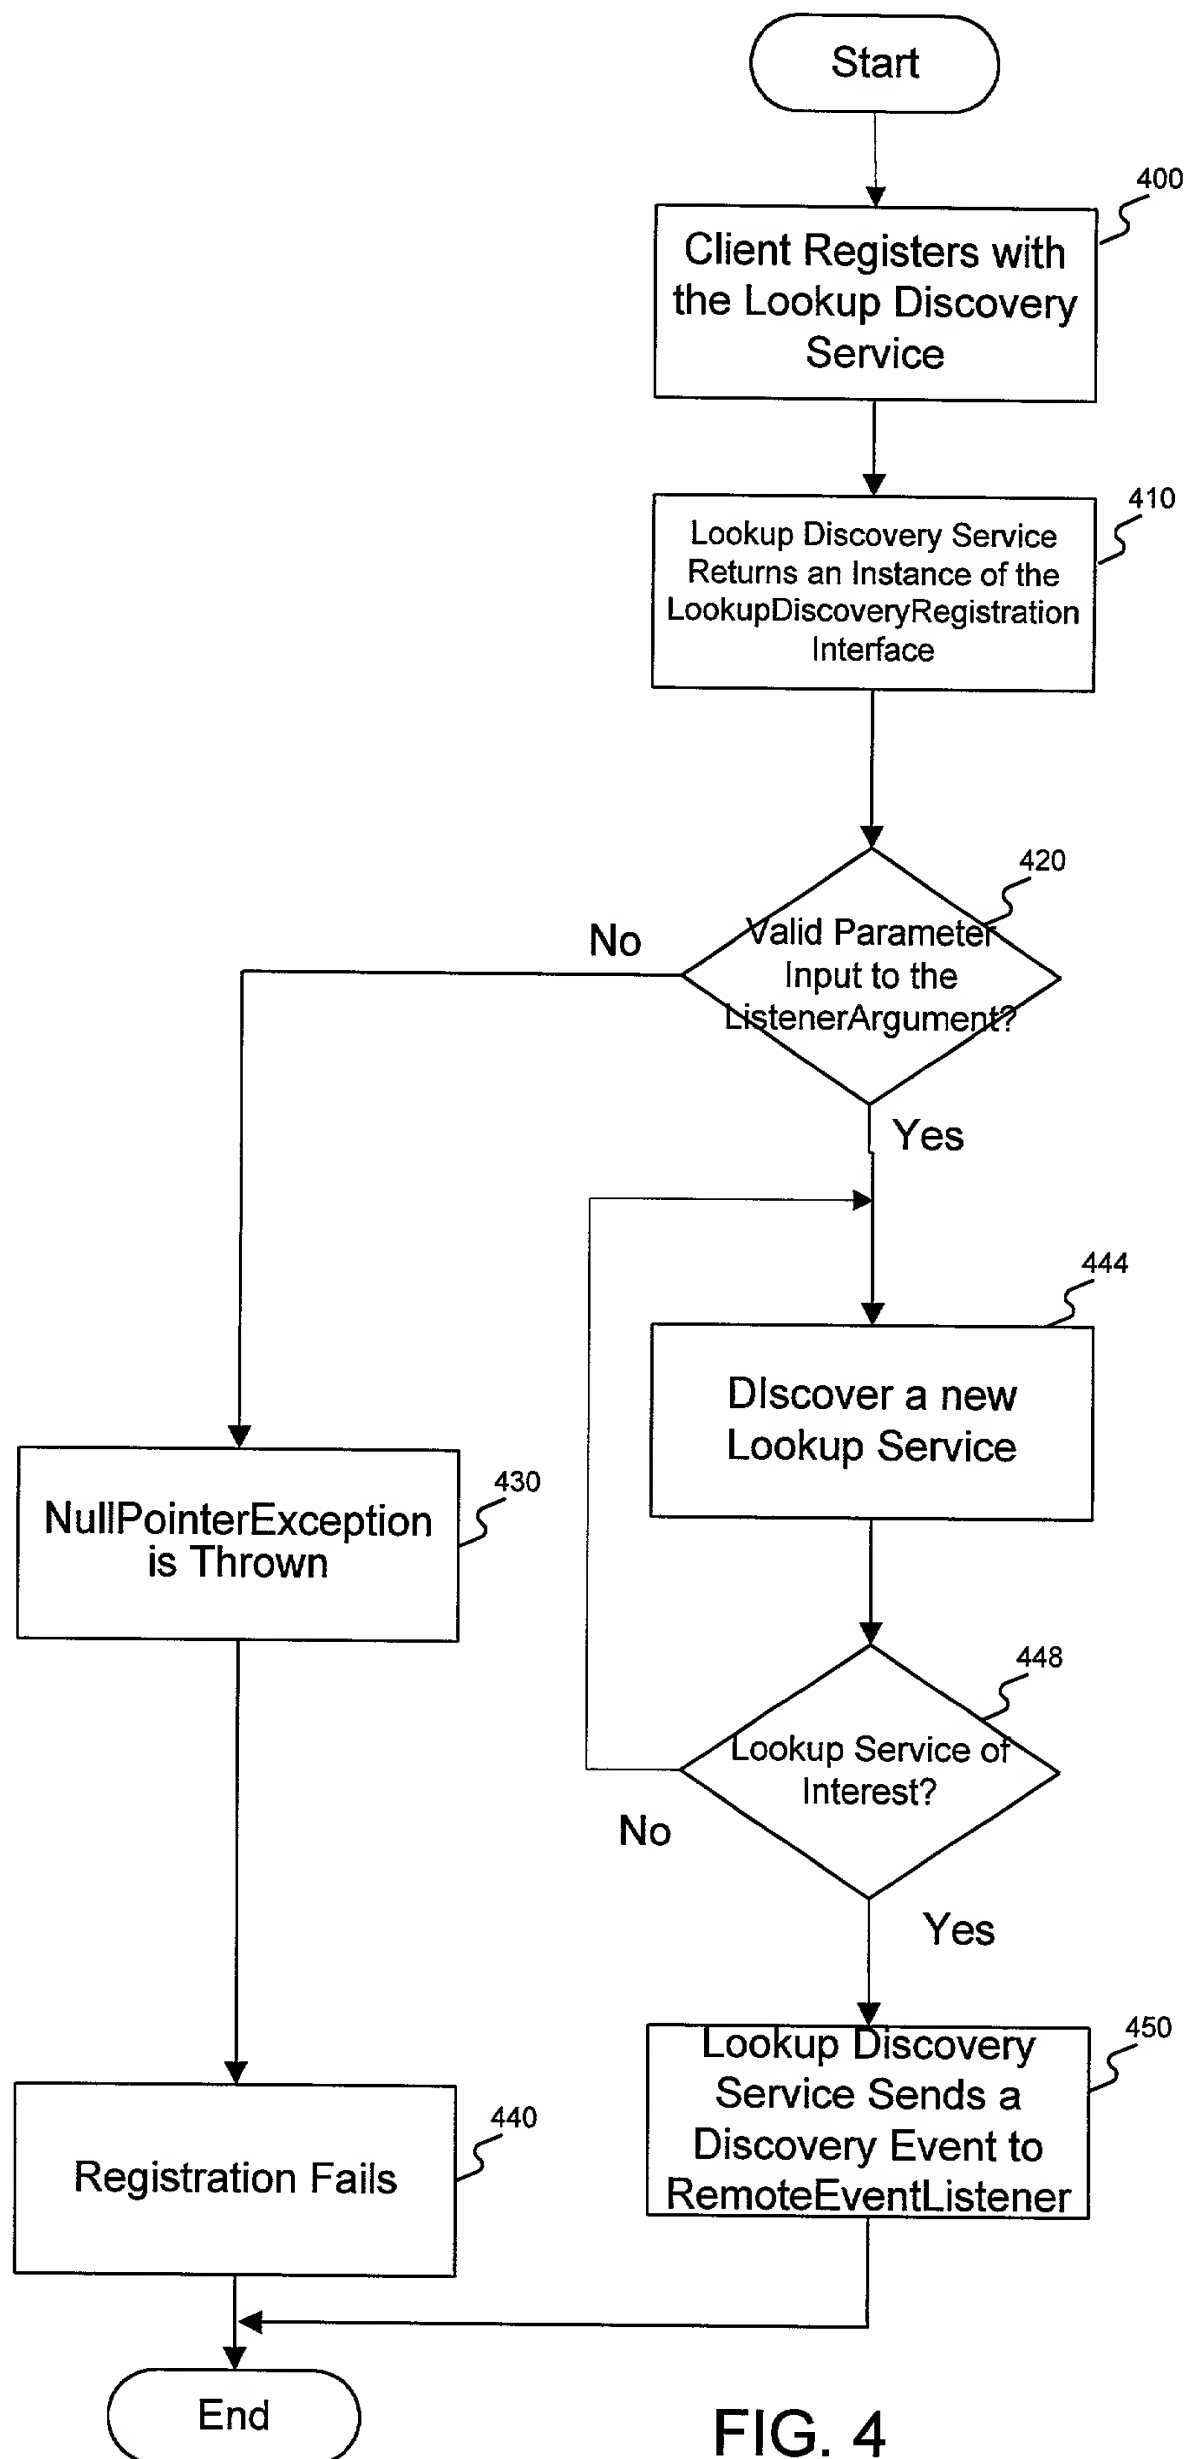 Start
400
Client Registers with
the Lookup Discovery
Service
410
Lookup Discovery Service
Returns an Instance of the
LookupDiscoveryRegistration
Interface
420
Valid Parameter
Input to the
ListenerArgument?
No
Yes
444
DIscover a new
Lookup Service
430
NullPointerException
is Thrown
448
Lookup Service of
Interest?
No
Yes
450
Lookup Discovery
Service Sends a
Discovery Event to
RemoteEventListener
440
Registration Fails
End
FIG. 4